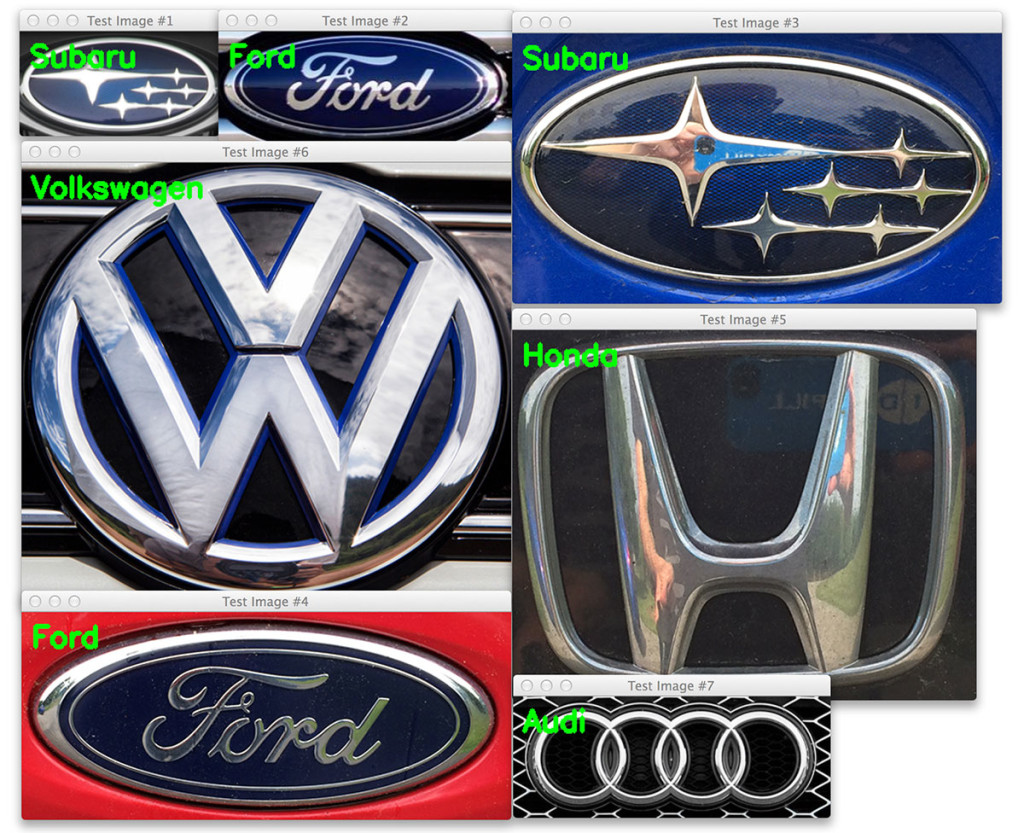 Test Image #1
Subaru
Test Image #2
Ford
Ford
Test Image #3
Subaru
Test Image #6
Volkswagen
Test Image #5
Honda
Test Image #4
Ford
Ford
Test Image #7
Audi